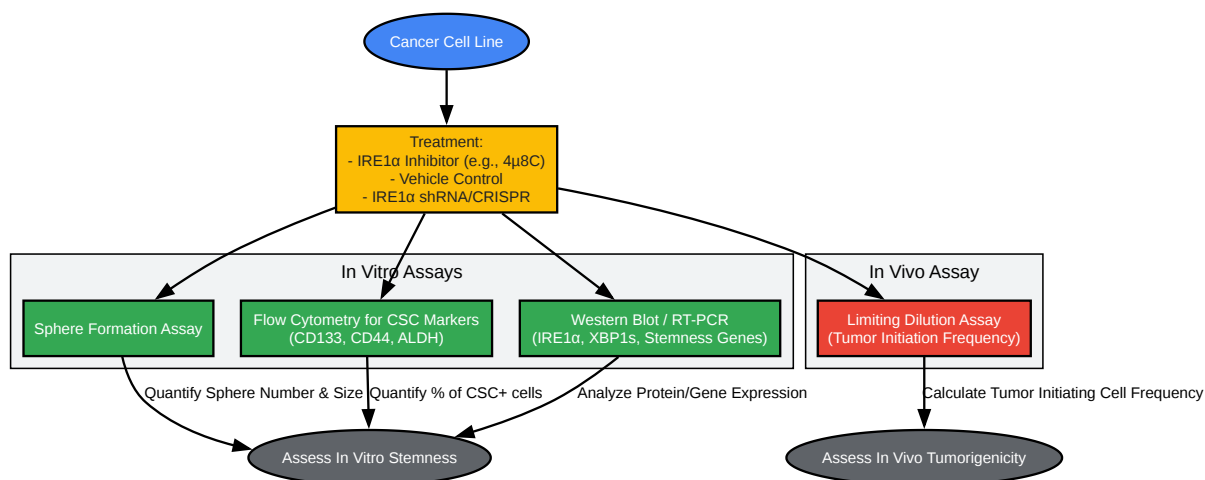 Cancer Cell Line
Treatment:
- IRE1α Inhibitor (e.g., 4µ8C)
- Vehicle Control
- IRE1α shRNA/CRISPR
In Vitro Assays
In Vivo Assay
Sphere Formation Assay
Flow Cytometry for CSC Markers
(CD133, CD44, ALDH)
Western Blot / RT-PCR
(IRE1α, XBP1s, Stemness Genes)
Limiting Dilution Assay
(Tumor Initiation Frequency)
Quantify Sphere Number & Size
Quantify % of CSC+ cells
Analyze Protein/Gene Expression
Calculate Tumor Initiating Cell Frequency
Assess In Vitro Stemness
Assess In Vivo Tumorigenicity